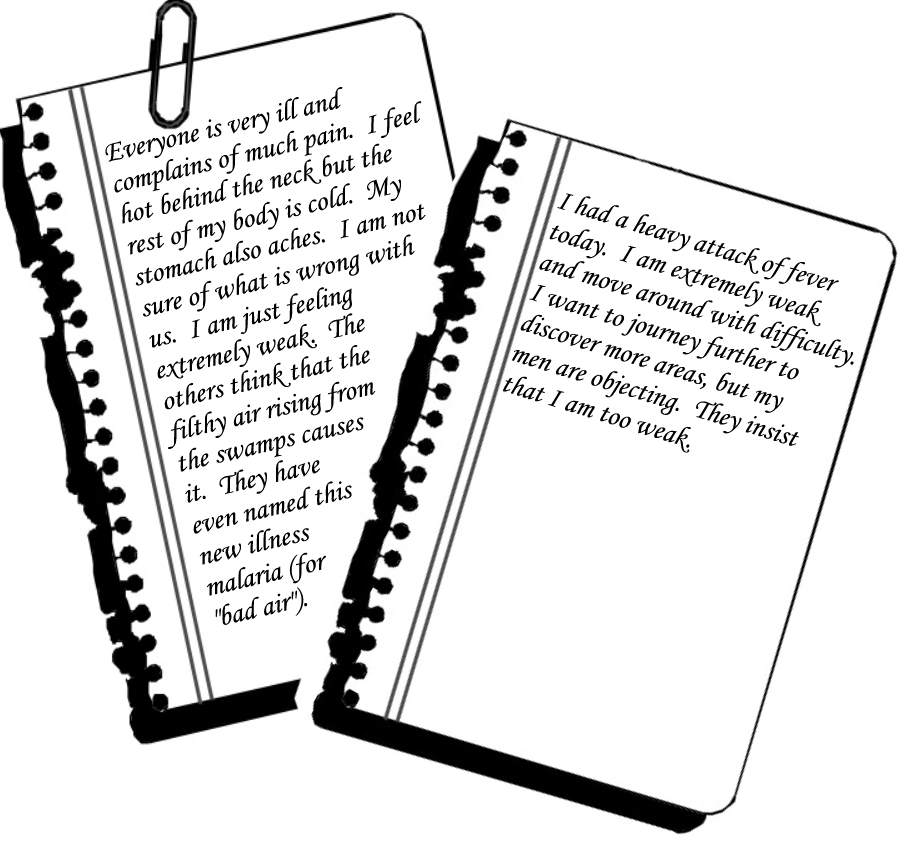 Everyone is very ill and
complains of much pain.  I feel
hot behind the neck but the
rest of my body is cold.  My
stomach also aches.  I am not
sure of what is wrong with
us.  I am just feeling
extremely weak.  The
others think that the
filthy air rising from
the swamps causes
it.  They have
even named this
new illness
malaria (for
"bad air").
I had a heavy attack of fever
today.  I am extremely weak
and move around with difficulty.
I want to journey further to
discover more areas, but my
men are objecting.  They insist
that I am too weak.